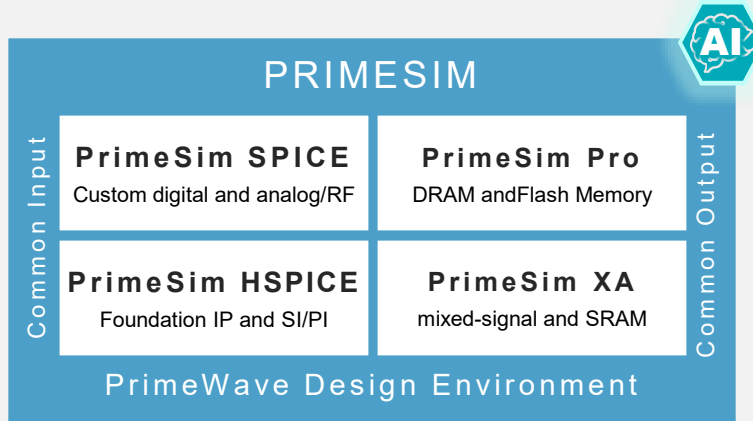 AI
PRIMESIM
Common Input
PrimeSim SPICE
Custom digital and analog/RF
PrimeSim Pro
DRAM andFlash Memory
PrimeSim HSPICE
Foundation IP and SI/PI
PrimeSim XA
mixed-signal and SRAM
Common Output
PrimeWave Design Environment